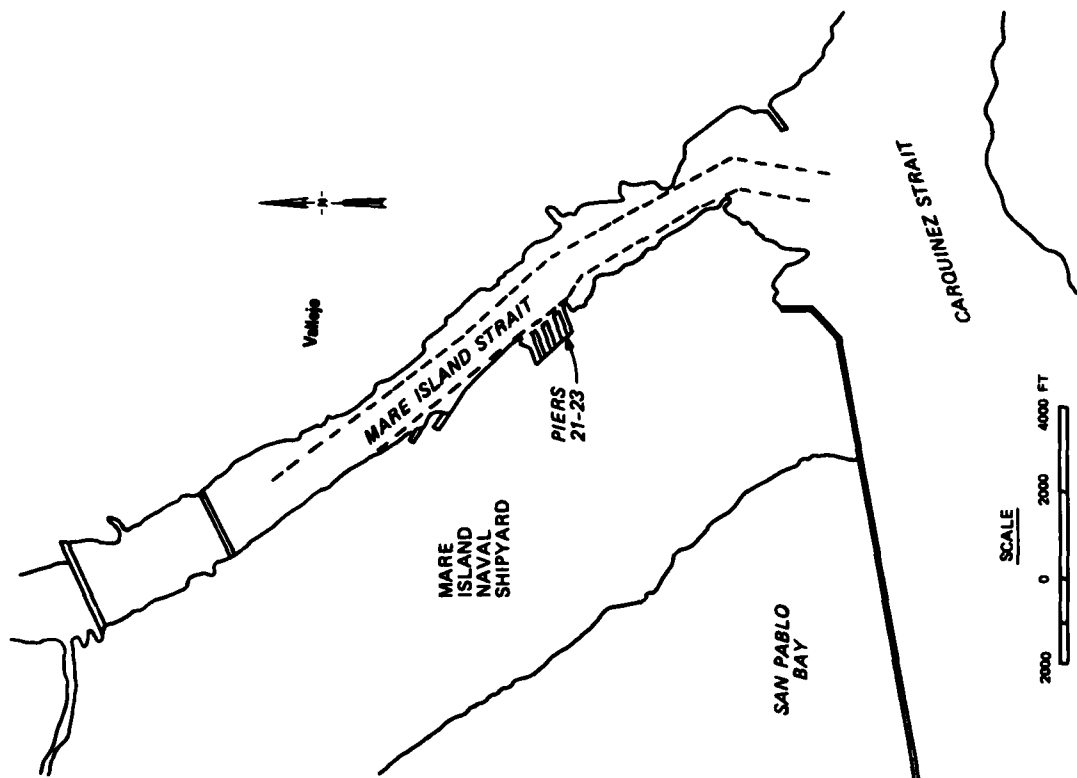 Vallejo
N
MARE ISLAND STRAIT
CARQUINEZ STRAIT
PIERS
21-23
MARE
ISLAND
NAVAL
SHIPYARD
SAN PABLO
BAY
SCALE
2000 0 2000 4000 FT